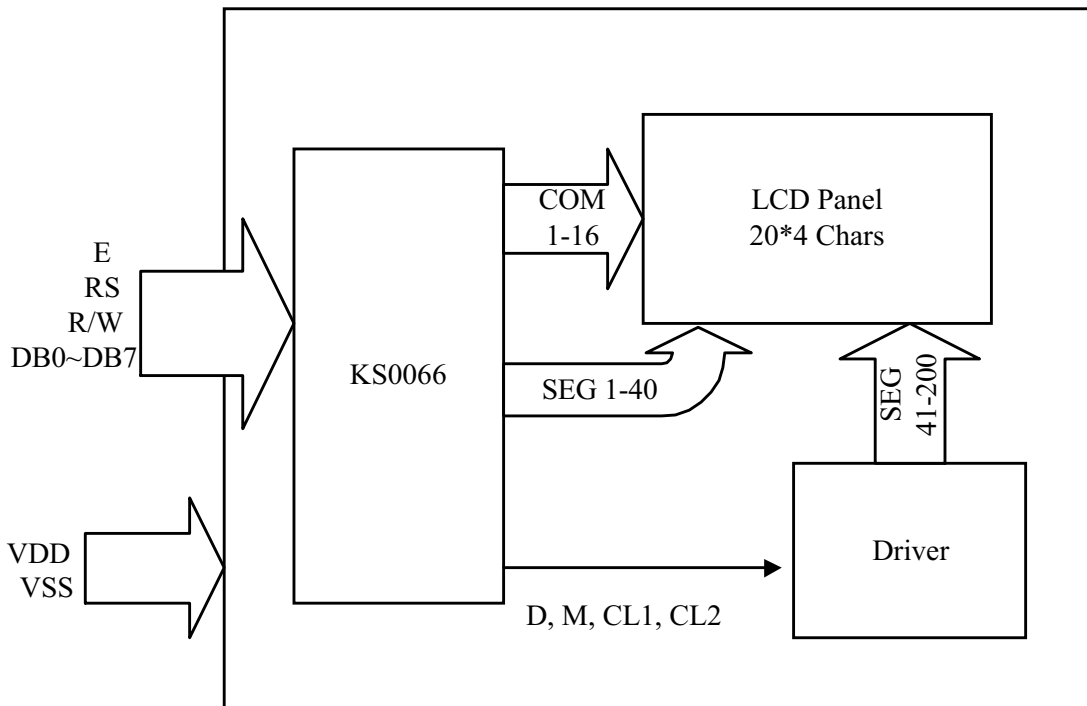 E
RS
R/W
DB0~DB7
VDD
VSS
KS0066
COM
1-16
SEG 1-40
D, M, CL1, CL2
LCD Panel
20*4 Chars
SEG
41-200
Driver